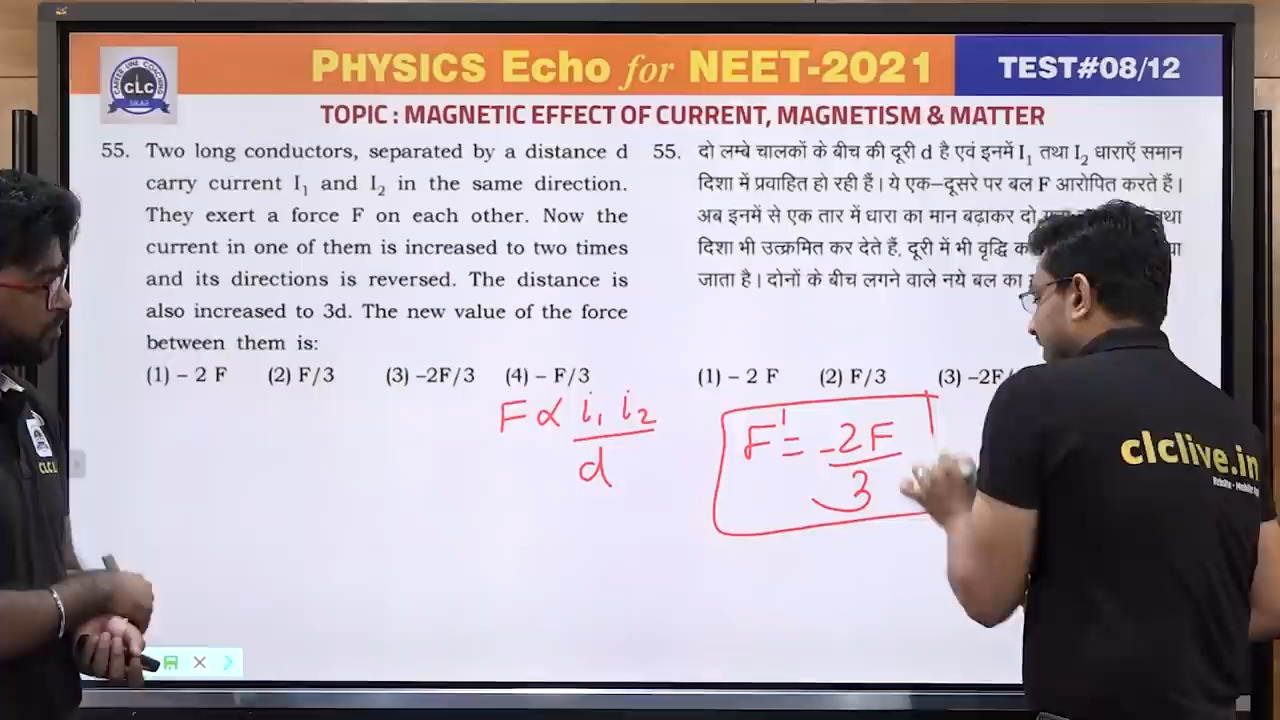 PHYSICS Echo for NEET-2021
TEST#08/12
CLC
TOPIC : MAGNETIC EFFECT OF CURRENT, MAGNETISM & MATTER
55. Two long conductors, separated by a distance d
carry current I₁ and I₂ in the same direction.
They exert a force F on each other. Now the
current in one of them is increased to two times
and its directions is reversed. The distance is
also increased to 3d. The new value of the force
between them is:
(1) – 2 F (2) F/3 (3) –2F/3 (4) – F/3
55. दो लम्बे चालकों के बीच की दूरी d है एवं इनमें I₁ तथा I₂ धाराएँ समान
दिशा में प्रवाहित हो रही हैं। ये एक–दूसरे पर बल F आरोपित करते हैं।
अब इनमें से एक तार में धारा का मान बढ़ाकर दो
दिशा भी उत्क्रमित कर देते हैं, दूरी में भी वृद्धि
जाता है। दोनों के बीच लगने वाले नये बल का
(1) – 2 F (2) F/3 (3) –2F/
F ∝ i₁ i₂
d
F' = -2F
3
clclive.in